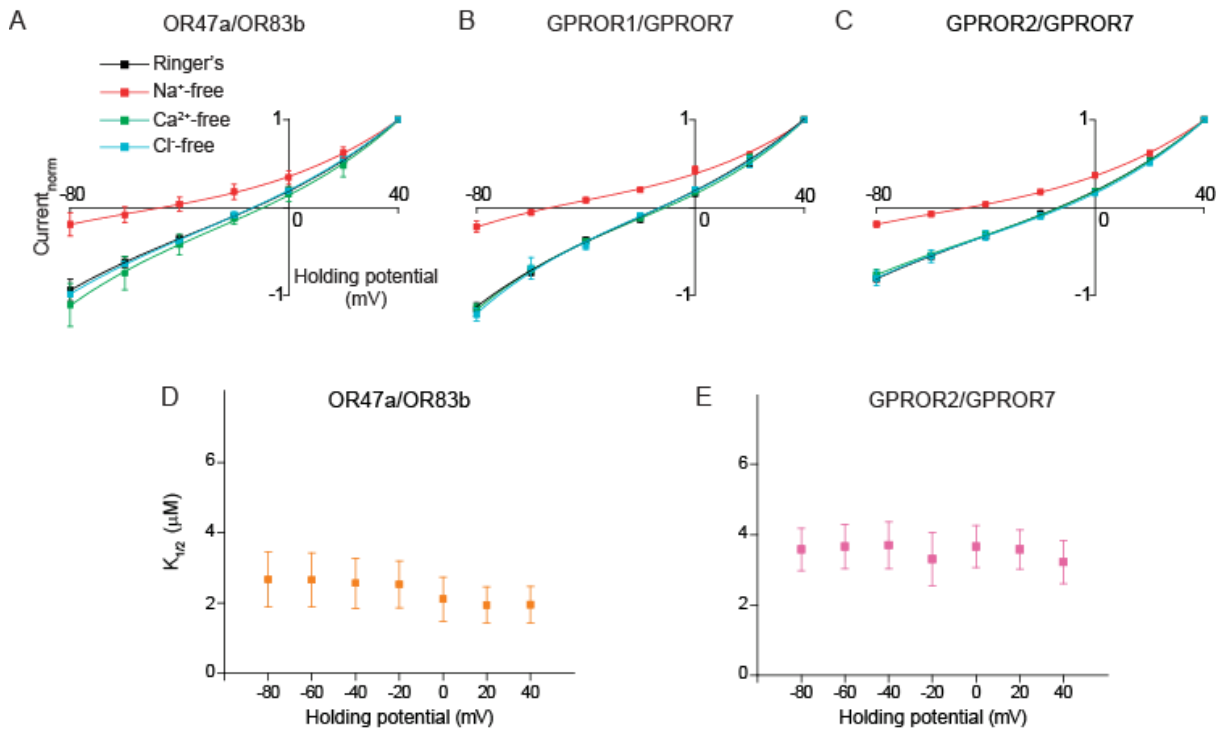 A
OR47a/OR83b
Ringer's
Na⁺-free
Ca²⁺-free
Cl⁻-free
Current_norm
-80
1
40
0
-1
Holding potential
(mV)
B
GPROR1/GPROR7
-80
1
40
0
-1
C
GPROR2/GPROR7
-80
1
40
0
-1
D
OR47a/OR83b
K_1/2 (μM)
6
4
2
0
-80 -60 -40 -20 0 20 40
Holding potential (mV)
E
GPROR2/GPROR7
6
4
2
0
-80 -60 -40 -20 0 20 40
Holding potential (mV)